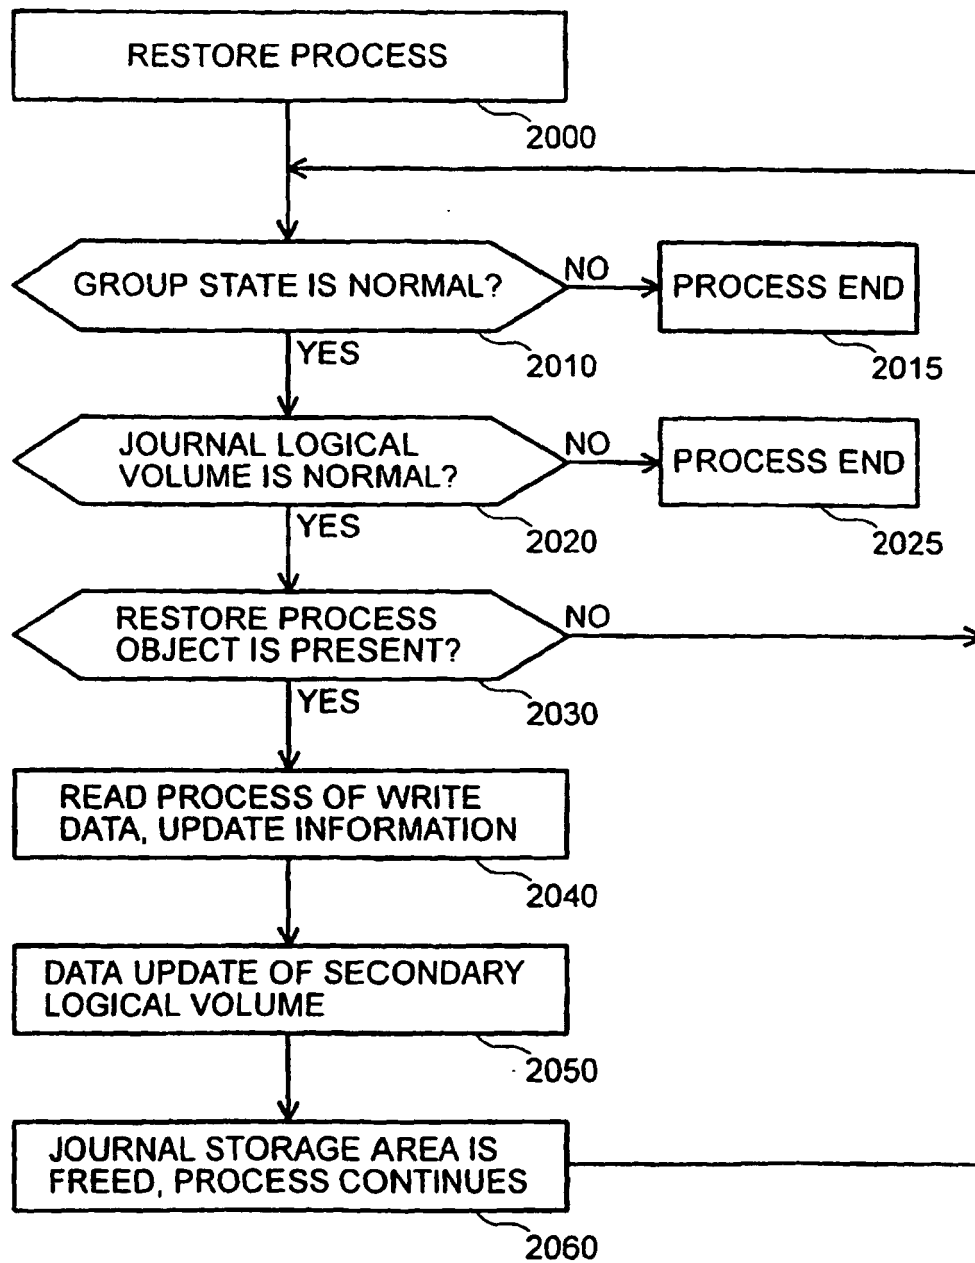 RESTORE PROCESS
2000
GROUP STATE IS NORMAL?
NO
PROCESS END
2010
2015
YES
JOURNAL LOGICAL
VOLUME IS NORMAL?
NO
PROCESS END
2020
2025
YES
RESTORE PROCESS
OBJECT IS PRESENT?
NO
2030
YES
READ PROCESS OF WRITE
DATA, UPDATE INFORMATION
2040
DATA UPDATE OF SECONDARY
LOGICAL VOLUME
2050
JOURNAL STORAGE AREA IS
FREED, PROCESS CONTINUES
2060